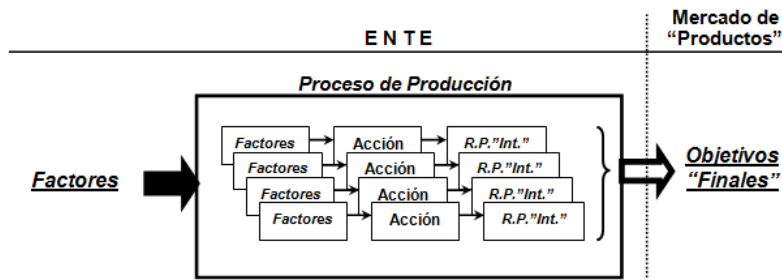 Mercado de
E N T E
“Productos”
Proceso de Producción
Factores Acción R.P.”Int.”
Factores Acción R.P.”Int.”
Factores Acción R.P.”Int.”
Factores Acción R.P.”Int.”
Factores
Objetivos
“Finales”